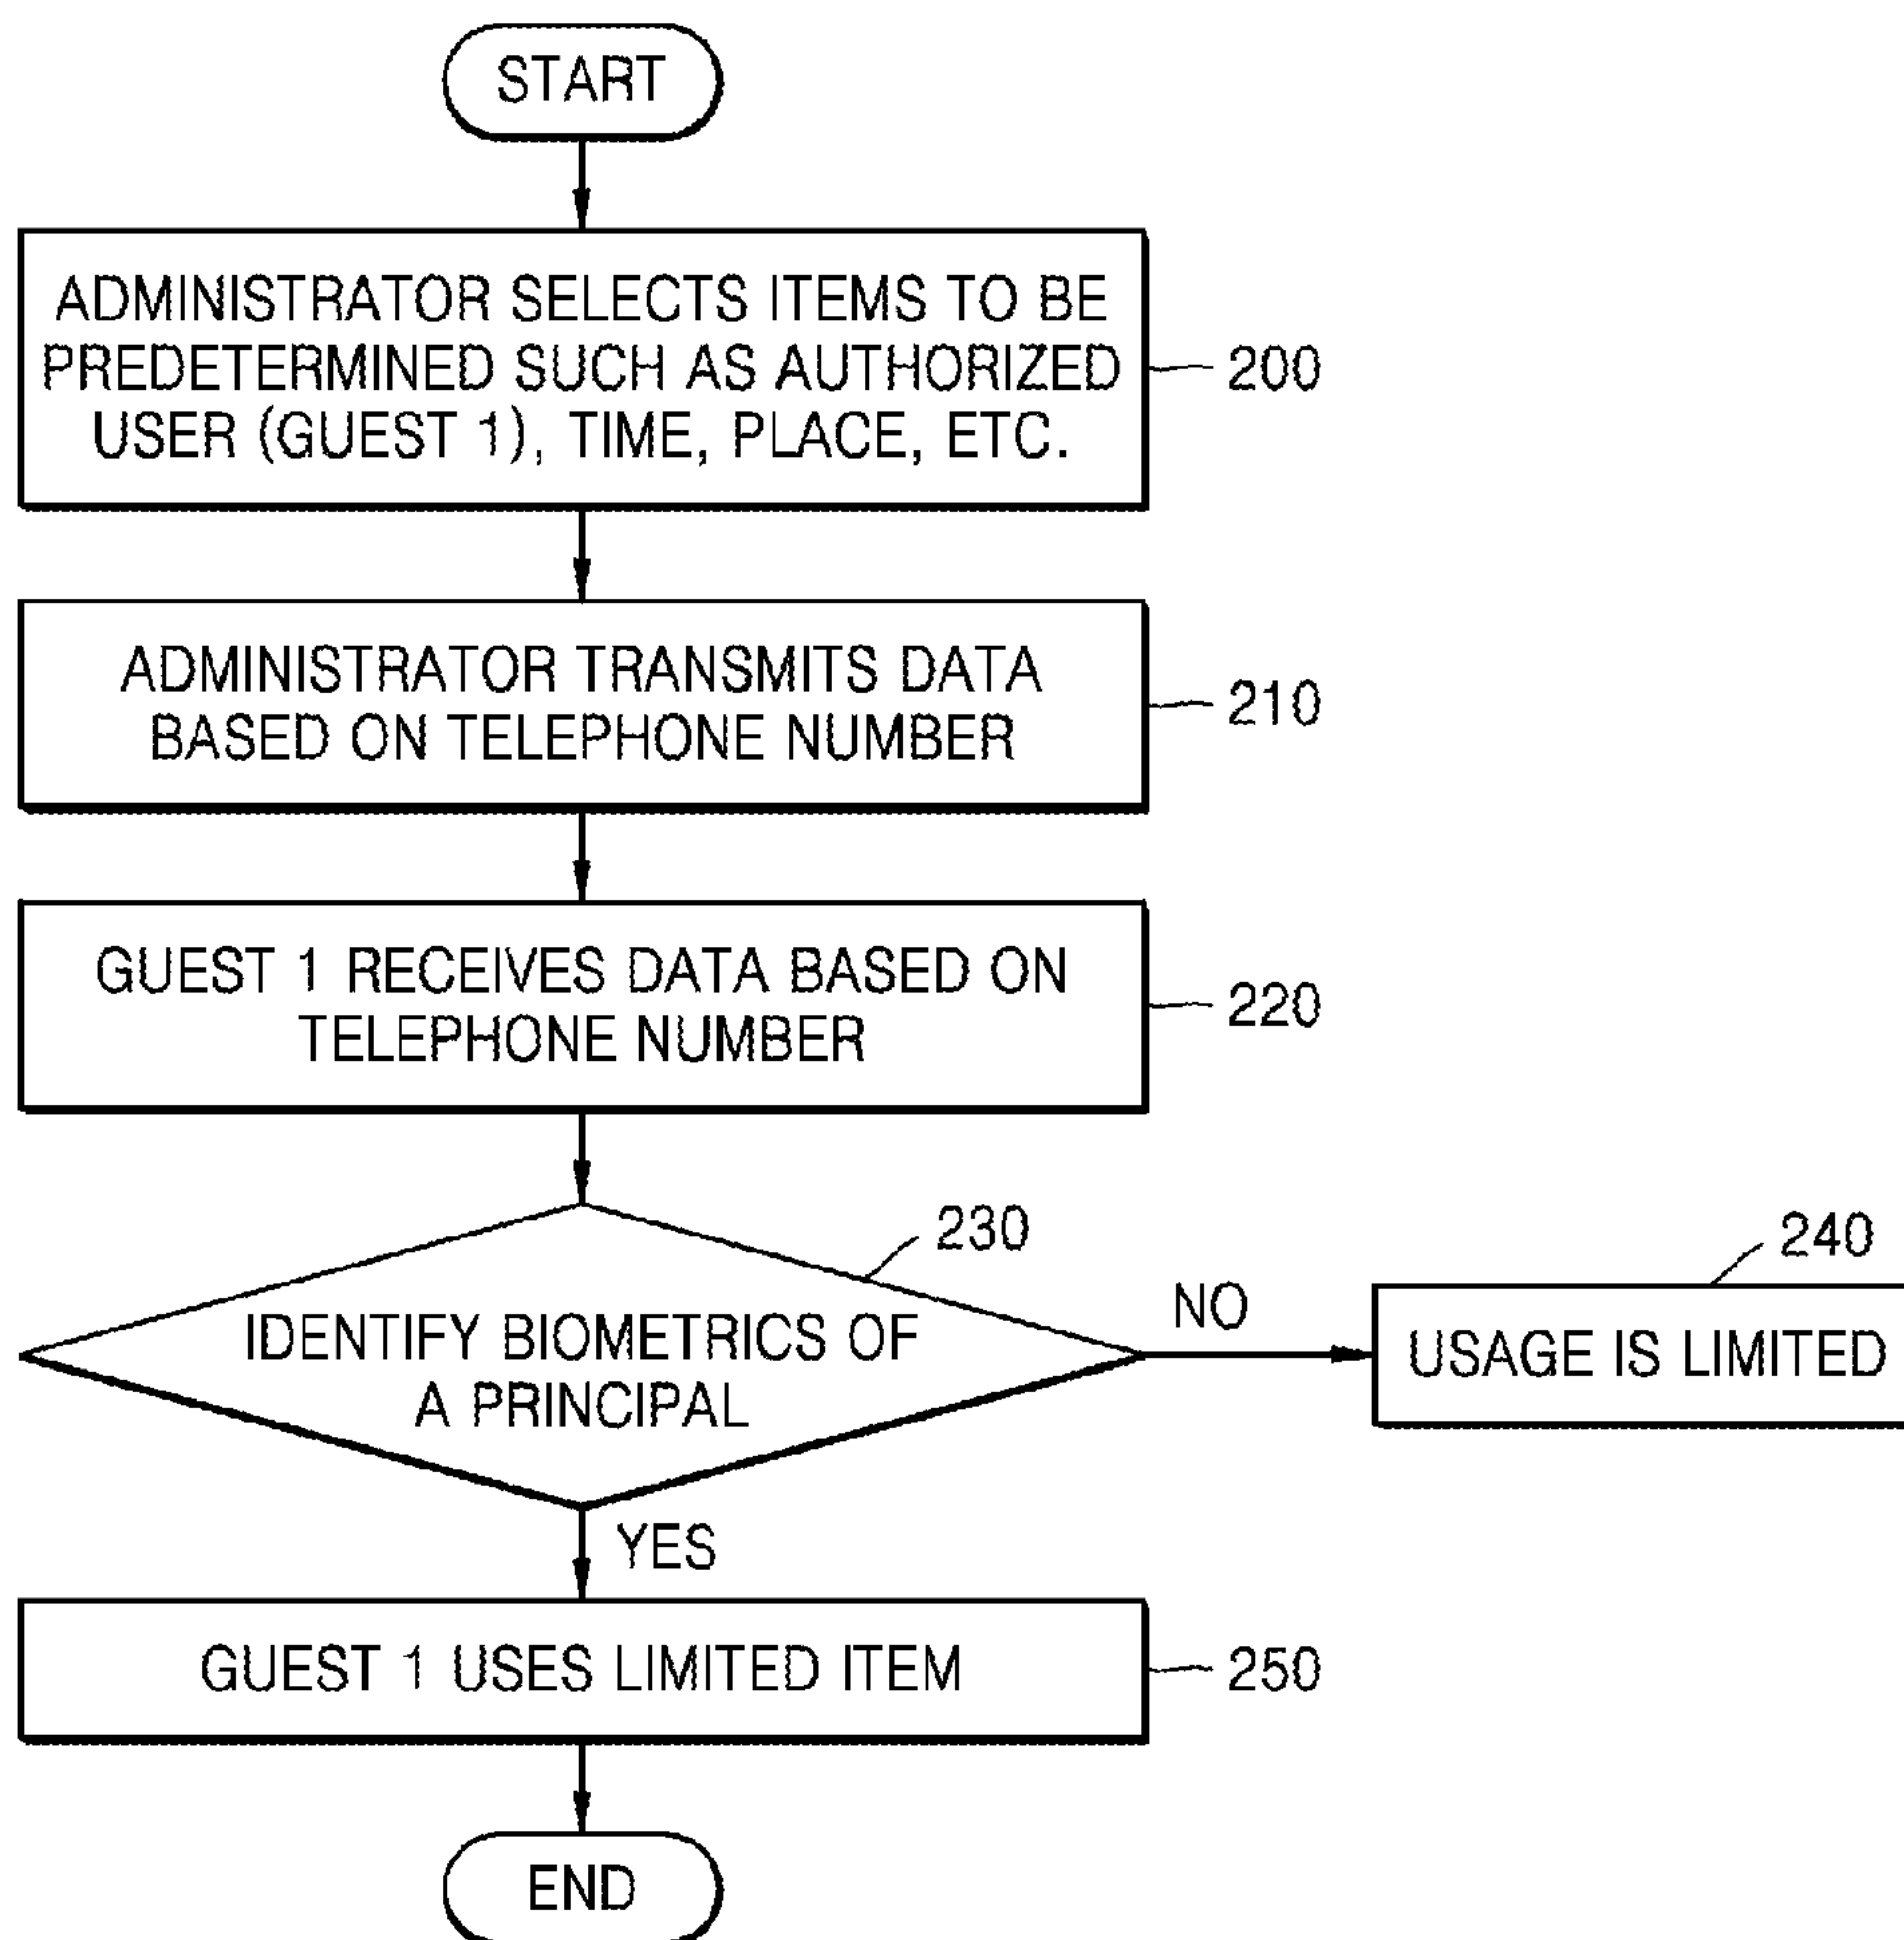 START
ADMINISTRATOR SELECTS ITEMS TO BE
PREDETERMINED SUCH AS AUTHORIZED
USER (GUEST 1), TIME, PLACE, ETC.
200
ADMINISTRATOR TRANSMITS DATA
BASED ON TELEPHONE NUMBER
210
GUEST 1 RECEIVES DATA BASED ON
TELEPHONE NUMBER
220
230
IDENTIFY BIOMETRICS OF
A PRINCIPAL
NO
240
USAGE IS LIMITED
YES
GUEST 1 USES LIMITED ITEM
250
END